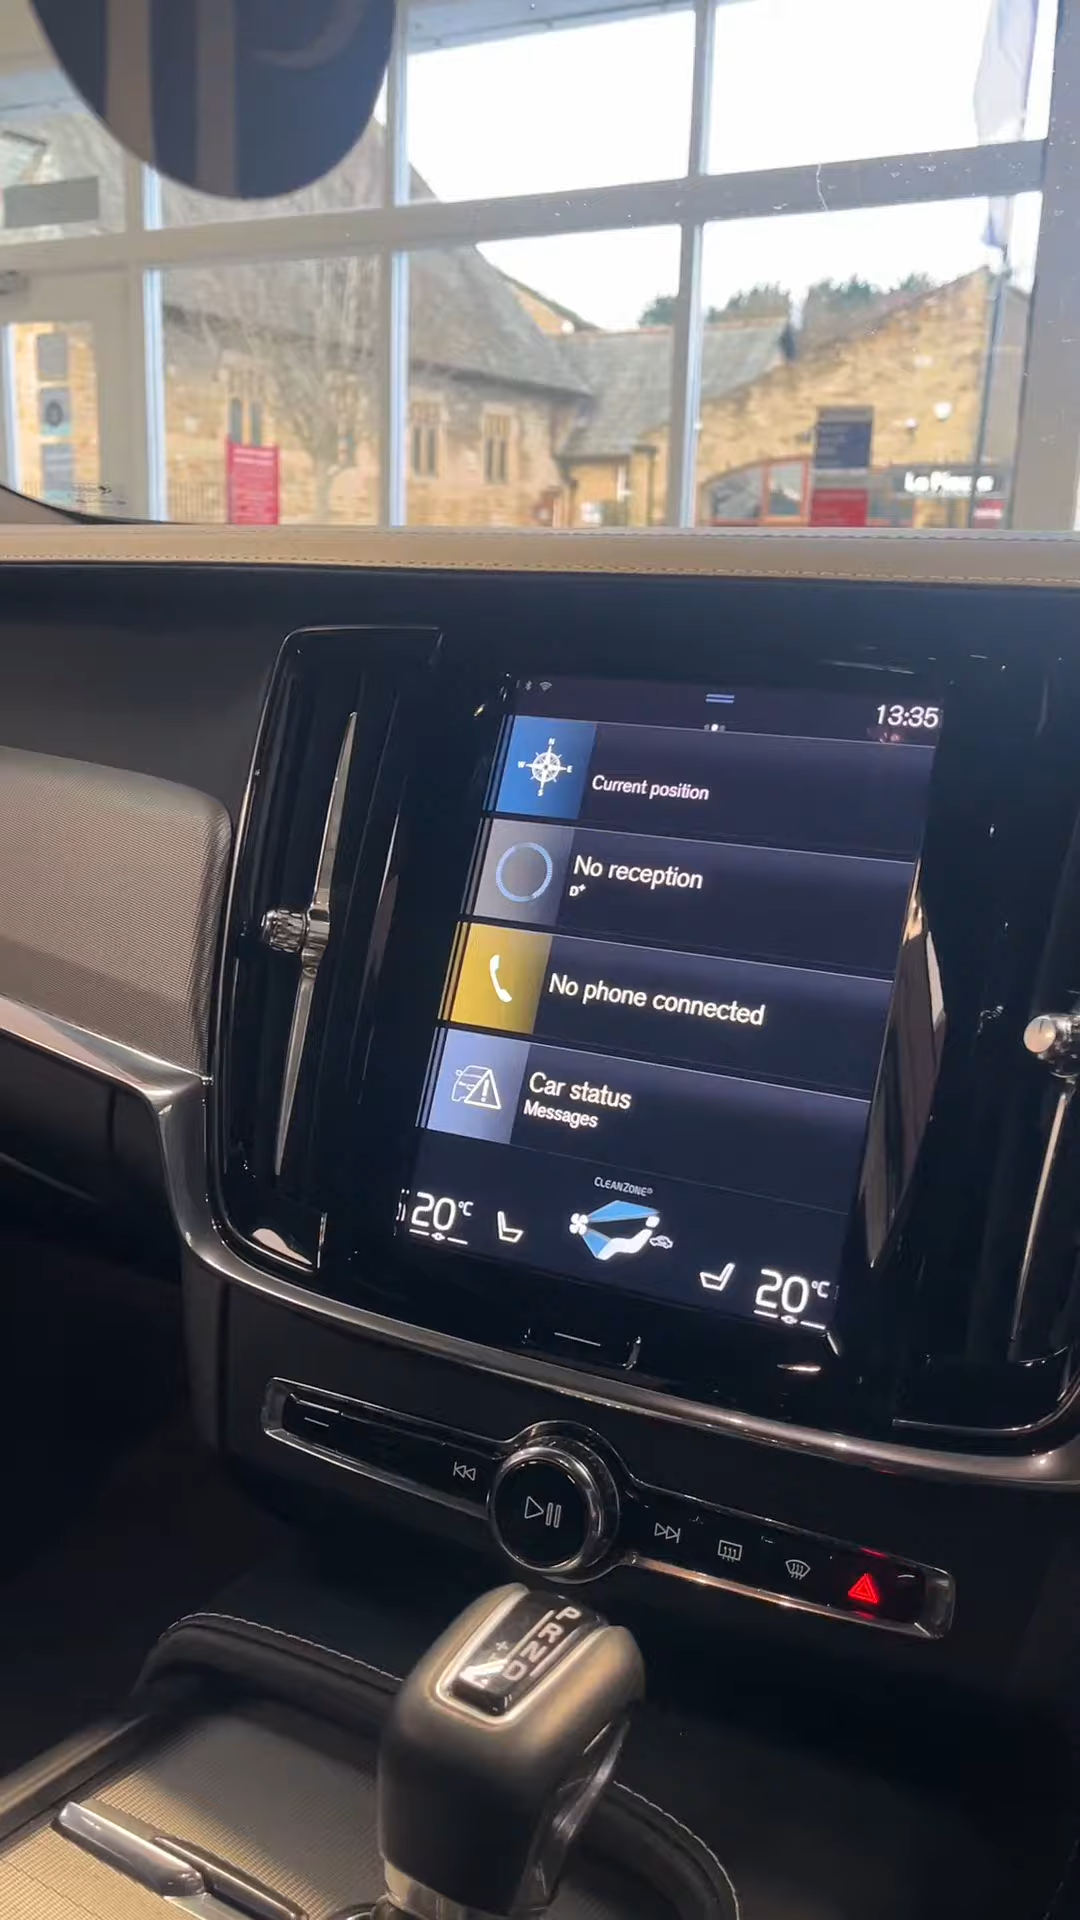 13:35
N
W E
S
Current position
No reception
D+
No phone connected
Car status
Messages
CLEANZONE®
20°C
20°C
P
R
N
D